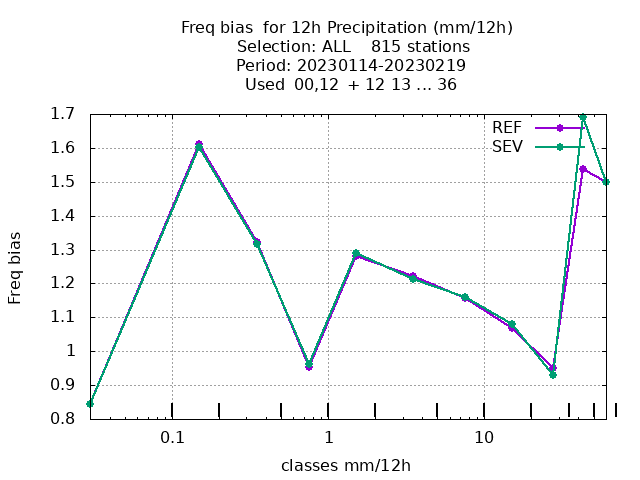 Freq bias  for 12h Precipitation (mm/12h)
Selection: ALL    815 stations
Period: 20230114-20230219
Used  00,12  + 12 13 ... 36
REF
SEV
1.7
1.6
1.5
1.4
1.3
1.2
1.1
1
0.9
0.8
Freq bias
0.1
1
10
classes mm/12h